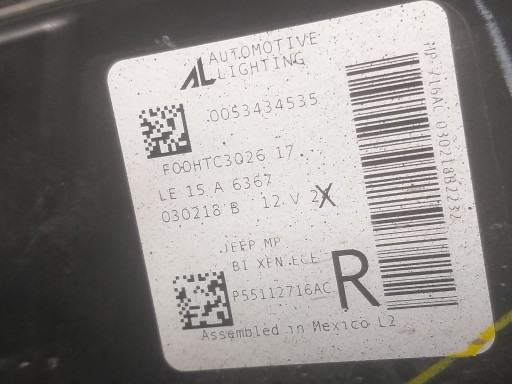 AL AUTOMOTIVE
LIGHTING
0053434535
F00HTC3026 17
LE 15 A 6367
030218 B 12 V 2X
JEEP MP
BI XEN.ECE
P55112716AC R
Assembled in Mexico L2